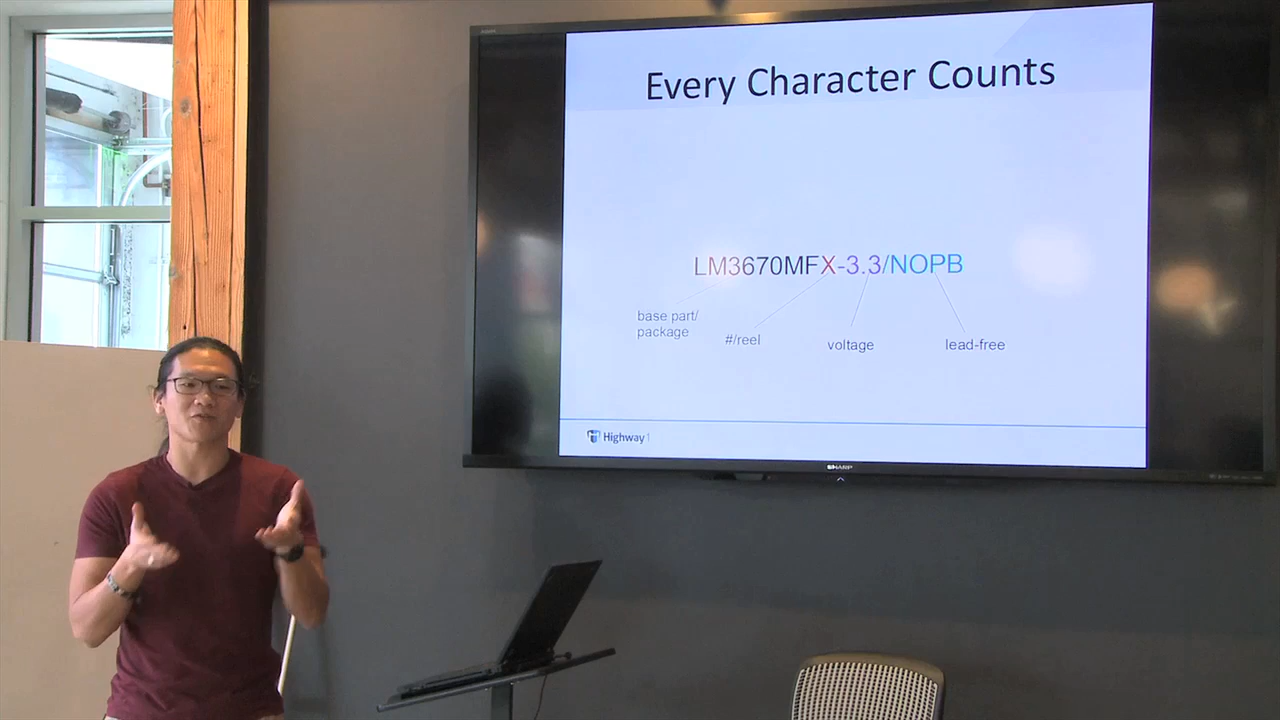 Every Character Counts
LM3670MFX-3.3/NOPB
base part/
package
#/reel
voltage
lead-free
Highway1
SHARP